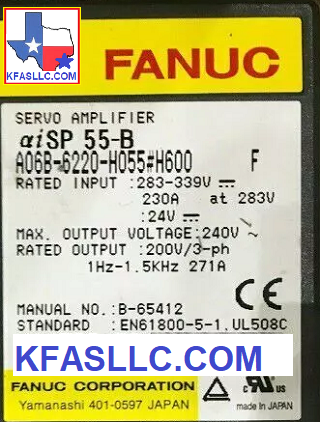 KFASLLC.COM
FANUC
SERVO AMPLIFIER
αiSP 55-B
A06B-6220-H055#H600 F
RATED INPUT :283-339V ⎓
230A at 283V
:24V ⎓
MAX. OUTPUT VOLTAGE:240V ~
RATED OUTPUT:200V/3-ph
1Hz-1.5KHz 271A
MANUAL NO.:B-65412
CE
STANDARD :EN61800-5-1,UL508C
KFASLLC.COM
FANUC CORPORATION
Yamanashi 401-0597 JAPAN
c UL US
made in JAPAN